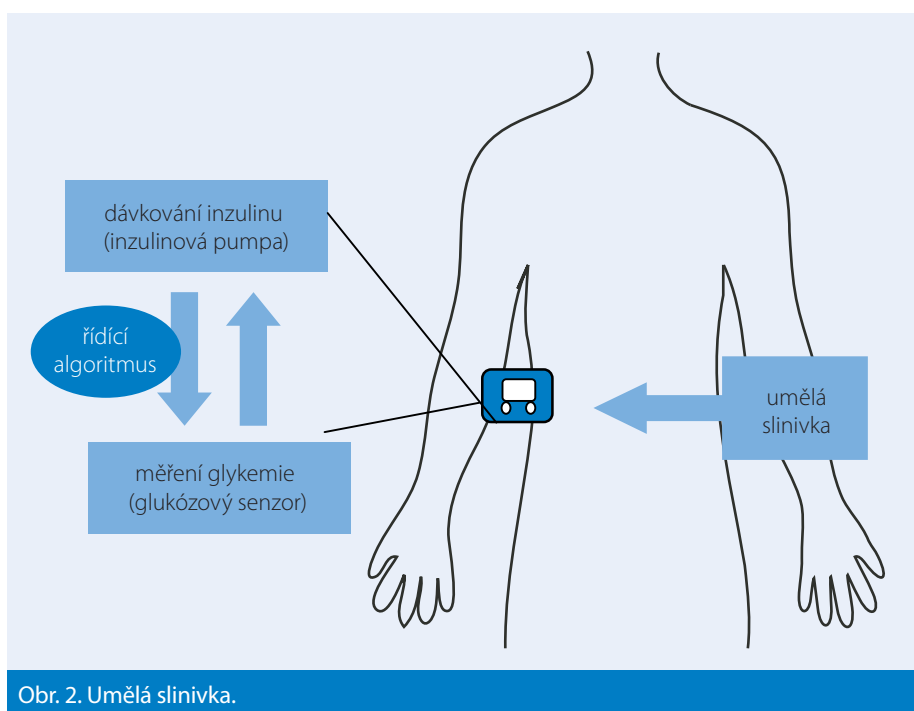 dávkování inzulinu
(inzulinová pumpa)
řídící
algoritmus
měření glykemie
(glukózový senzor)
umělá
slinivka
Obr. 2. Umělá slinivka.